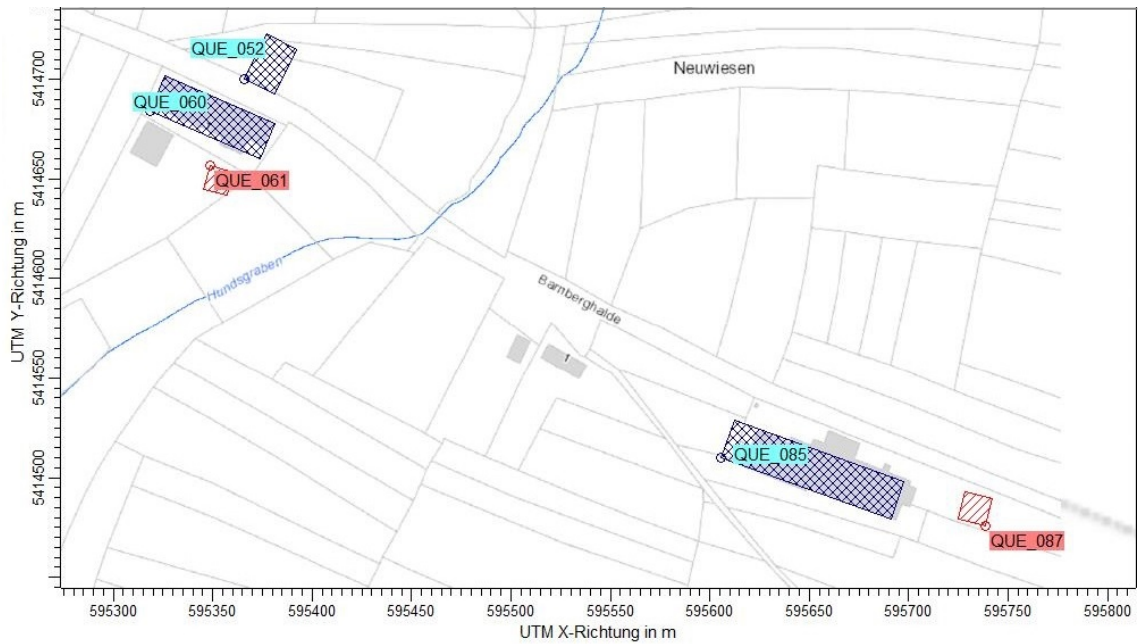 QUE_052
Neuwiesen
QUE_060
QUE_061
Hundsgraben
Bamberghalde
1
QUE_085
QUE_087
UTM Y-Richtung in m
5414700
5414650
5414600
5414550
5414500
595300 595350 595400 595450 595500 595550 595600 595650 595700 595750 595800
UTM X-Richtung in m